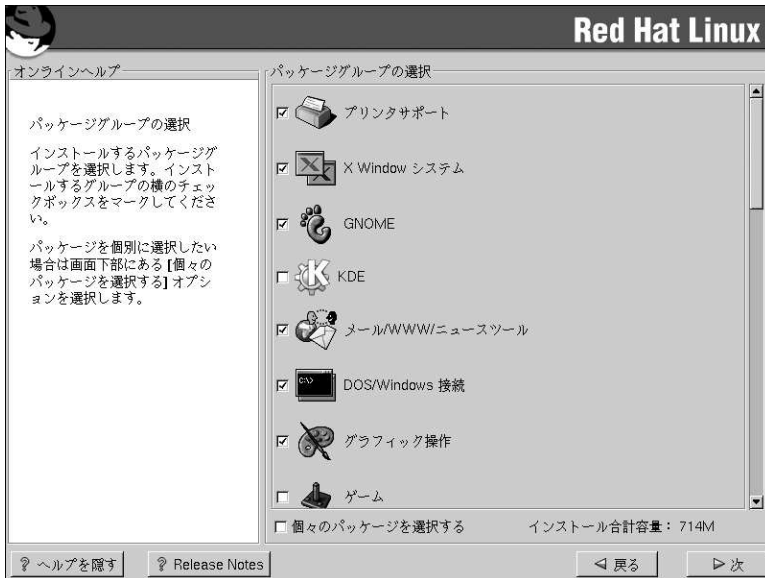 Red Hat Linux
オンラインヘルプ
パッケージグループの選択
インストールするパッケージグ
ループを選択します。インスト
ールするグループの横のチェッ
クボックスをマークしてくださ
い。
パッケージを個別に選択したい
場合は画面下部にある [個々の
パッケージを選択する] オプシ
ョンを選択します。
パッケージグループの選択
プリンタサポート
X Window システム
GNOME
KDE
メール/WWW/ニュースツール
C:\>
DOS/Windows 接続
グラフィック操作
ゲーム
個々のパッケージを選択する
インストール合計容量： 714M
? ヘルプを隠す
? Release Notes
戻る
次